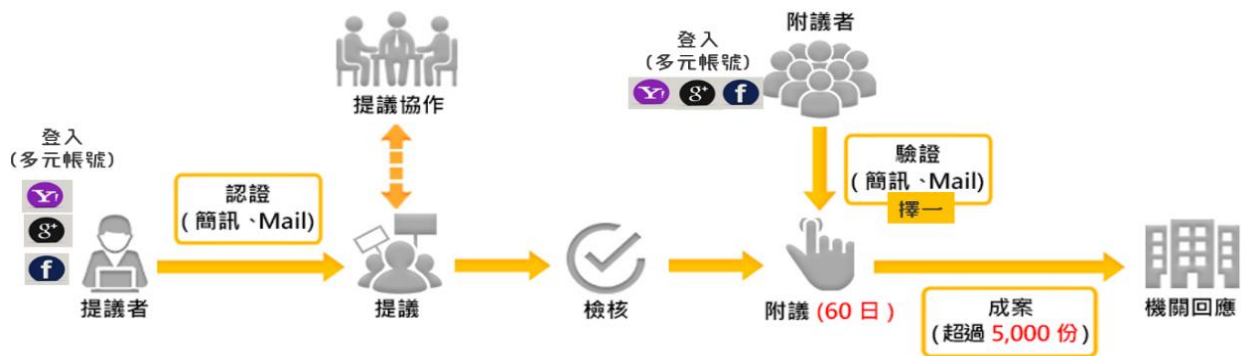 附議者
登入
(多元帳號)
Y! g+ f
提議協作
登入
(多元帳號)
Y!
g+
f
認證
(簡訊、Mail)
驗證
(簡訊、Mail)
擇一
提議者
提議
檢核
附議(60 日)
成案
(超過 5,000 份)
機關回應